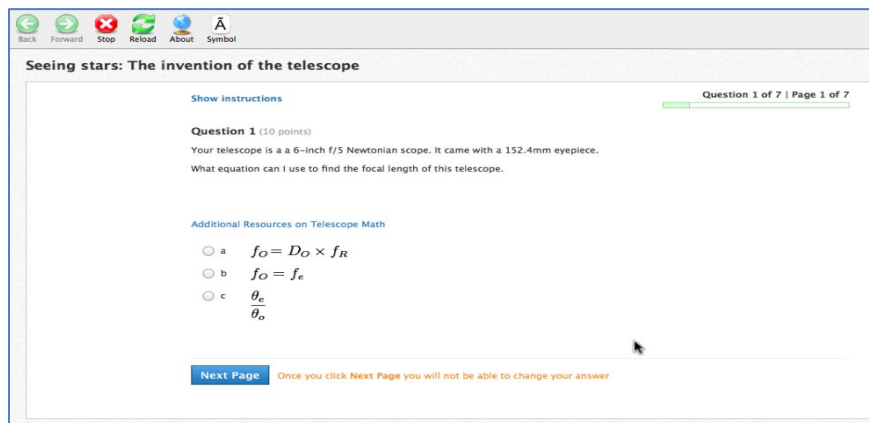 Back Forward Stop Reload About Symbol
Ã
Seeing stars: The invention of the telescope
Show instructions
Question 1 of 7 | Page 1 of 7
Question 1 (10 points)
Your telescope is a a 6-inch f/5 Newtonian scope. It came with a 152.4mm eyepiece.
What equation can I use to find the focal length of this telescope.
Additional Resources on Telescope Math
a f_O = D_O × f_R
b f_O = f_e
c θ_e / θ_o
Next Page Once you click Next Page you will not be able to change your answer